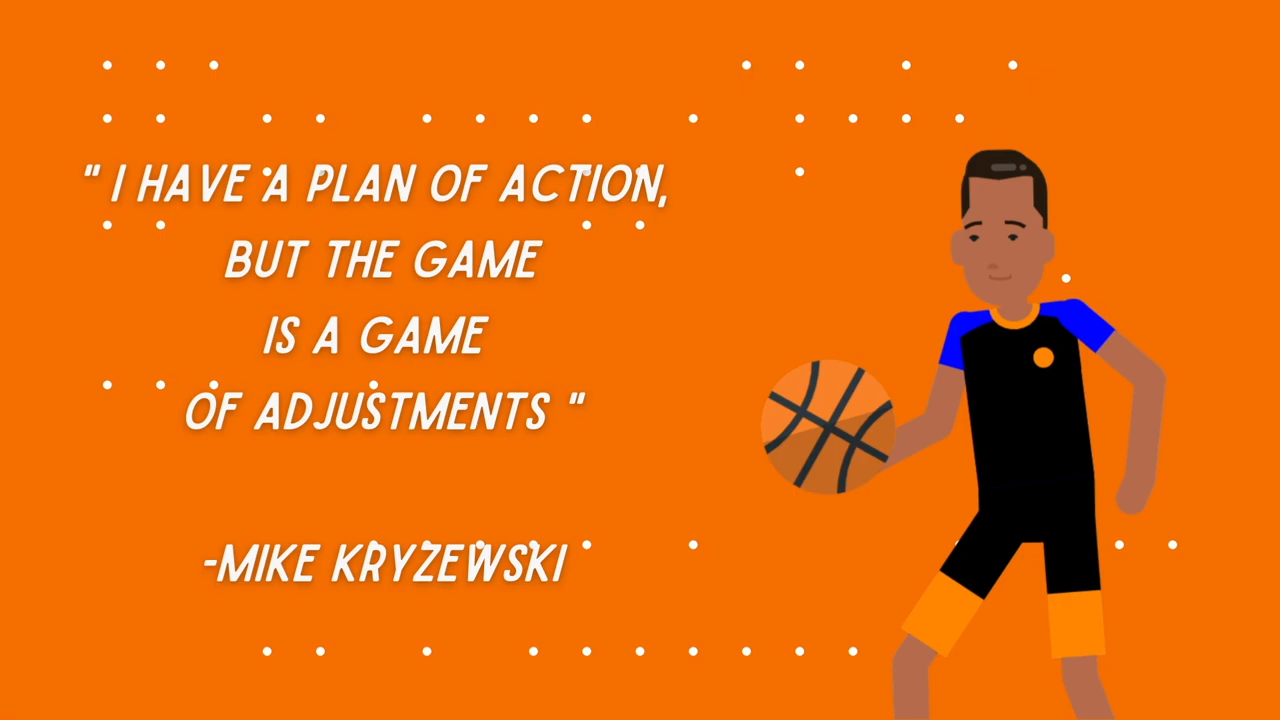 " I HAVE A PLAN OF ACTION,
BUT THE GAME
IS A GAME
OF ADJUSTMENTS "
-MIKE KRYZEWSKI